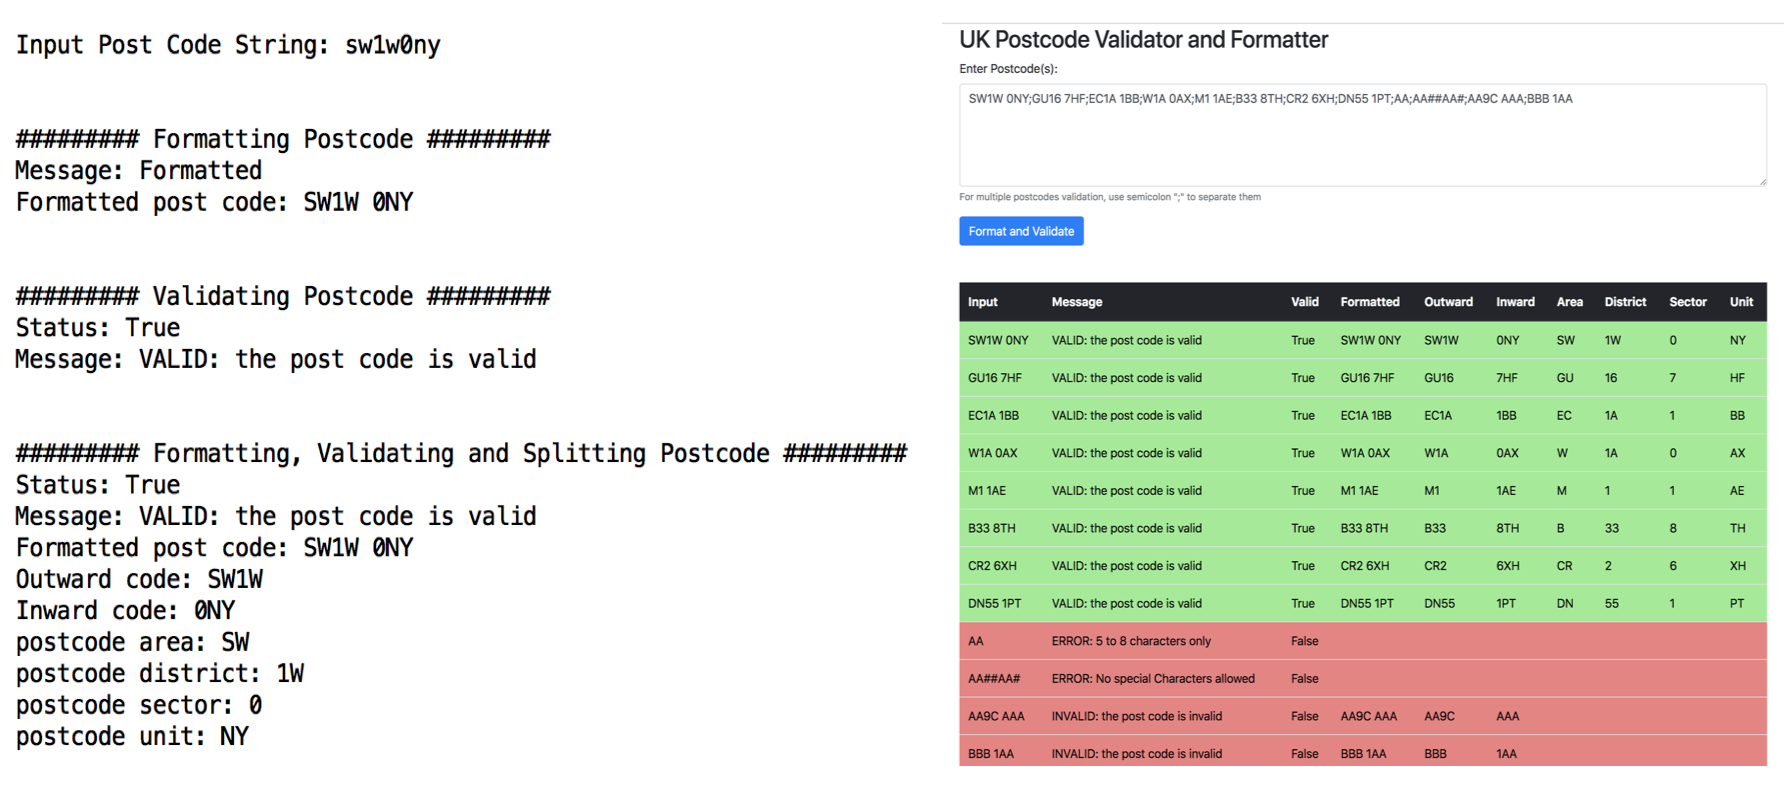 Input Post Code String: sw1w0ny
######### Formatting Postcode #########
Message: Formatted
Formatted post code: SW1W 0NY
######### Validating Postcode #########
Status: True
Message: VALID: the post code is valid
######### Formatting, Validating and Splitting Postcode #########
Status: True
Message: VALID: the post code is valid
Formatted post code: SW1W 0NY
Outward code: SW1W
Inward code: 0NY
postcode area: SW
postcode district: 1W
postcode sector: 0
postcode unit: NY
UK Postcode Validator and Formatter
Enter Postcode(s):
SW1W 0NY;GU16 7HF;EC1A 1BB;W1A 0AX;M1 1AE;B33 8TH;CR2 6XH;DN55 1PT;AA;AA##AA#;AA9C AAA;BBB 1AA
For multiple postcodes validation, use semicolon ";" to separate them
Format and Validate
Input Message Valid Formatted Outward Inward Area District Sector Unit
SW1W 0NY VALID: the post code is valid True SW1W 0NY SW1W 0NY SW 1W 0 NY
GU16 7HF VALID: the post code is valid True GU16 7HF GU16 7HF GU 16 7 HF
EC1A 1BB VALID: the post code is valid True EC1A 1BB EC1A 1BB EC 1A 1 BB
W1A 0AX VALID: the post code is valid True W1A 0AX W1A 0AX W 1A 0 AX
M1 1AE VALID: the post code is valid True M1 1AE M1 1AE M 1 1 AE
B33 8TH VALID: the post code is valid True B33 8TH B33 8TH B 33 8 TH
CR2 6XH VALID: the post code is valid True CR2 6XH CR2 6XH CR 2 6 XH
DN55 1PT VALID: the post code is valid True DN55 1PT DN55 1PT DN 55 1 PT
AA ERROR: 5 to 8 characters only False
AA##AA# ERROR: No special Characters allowed False
AA9C AAA INVALID: the post code is invalid False AA9C AAA AA9C AAA
BBB 1AA INVALID: the post code is invalid False BBB 1AA BBB 1AA